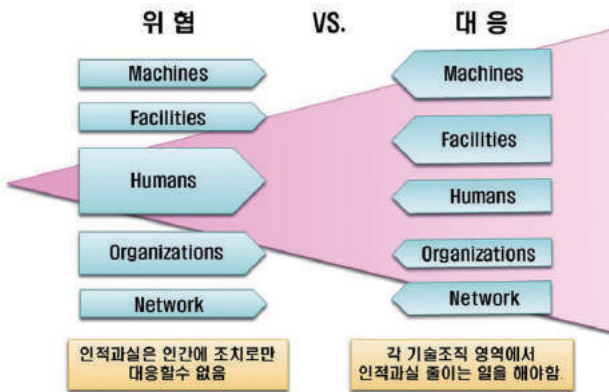 위 협 VS. 대 응
Machines
Facilities
Humans
Organizations
Network
Machines
Facilities
Humans
Organizations
Network
인적과실은 인간에 조치로만
대응할수 없음
각 기술조직 영역에서
인적과실 줄이는 일을 해야함.